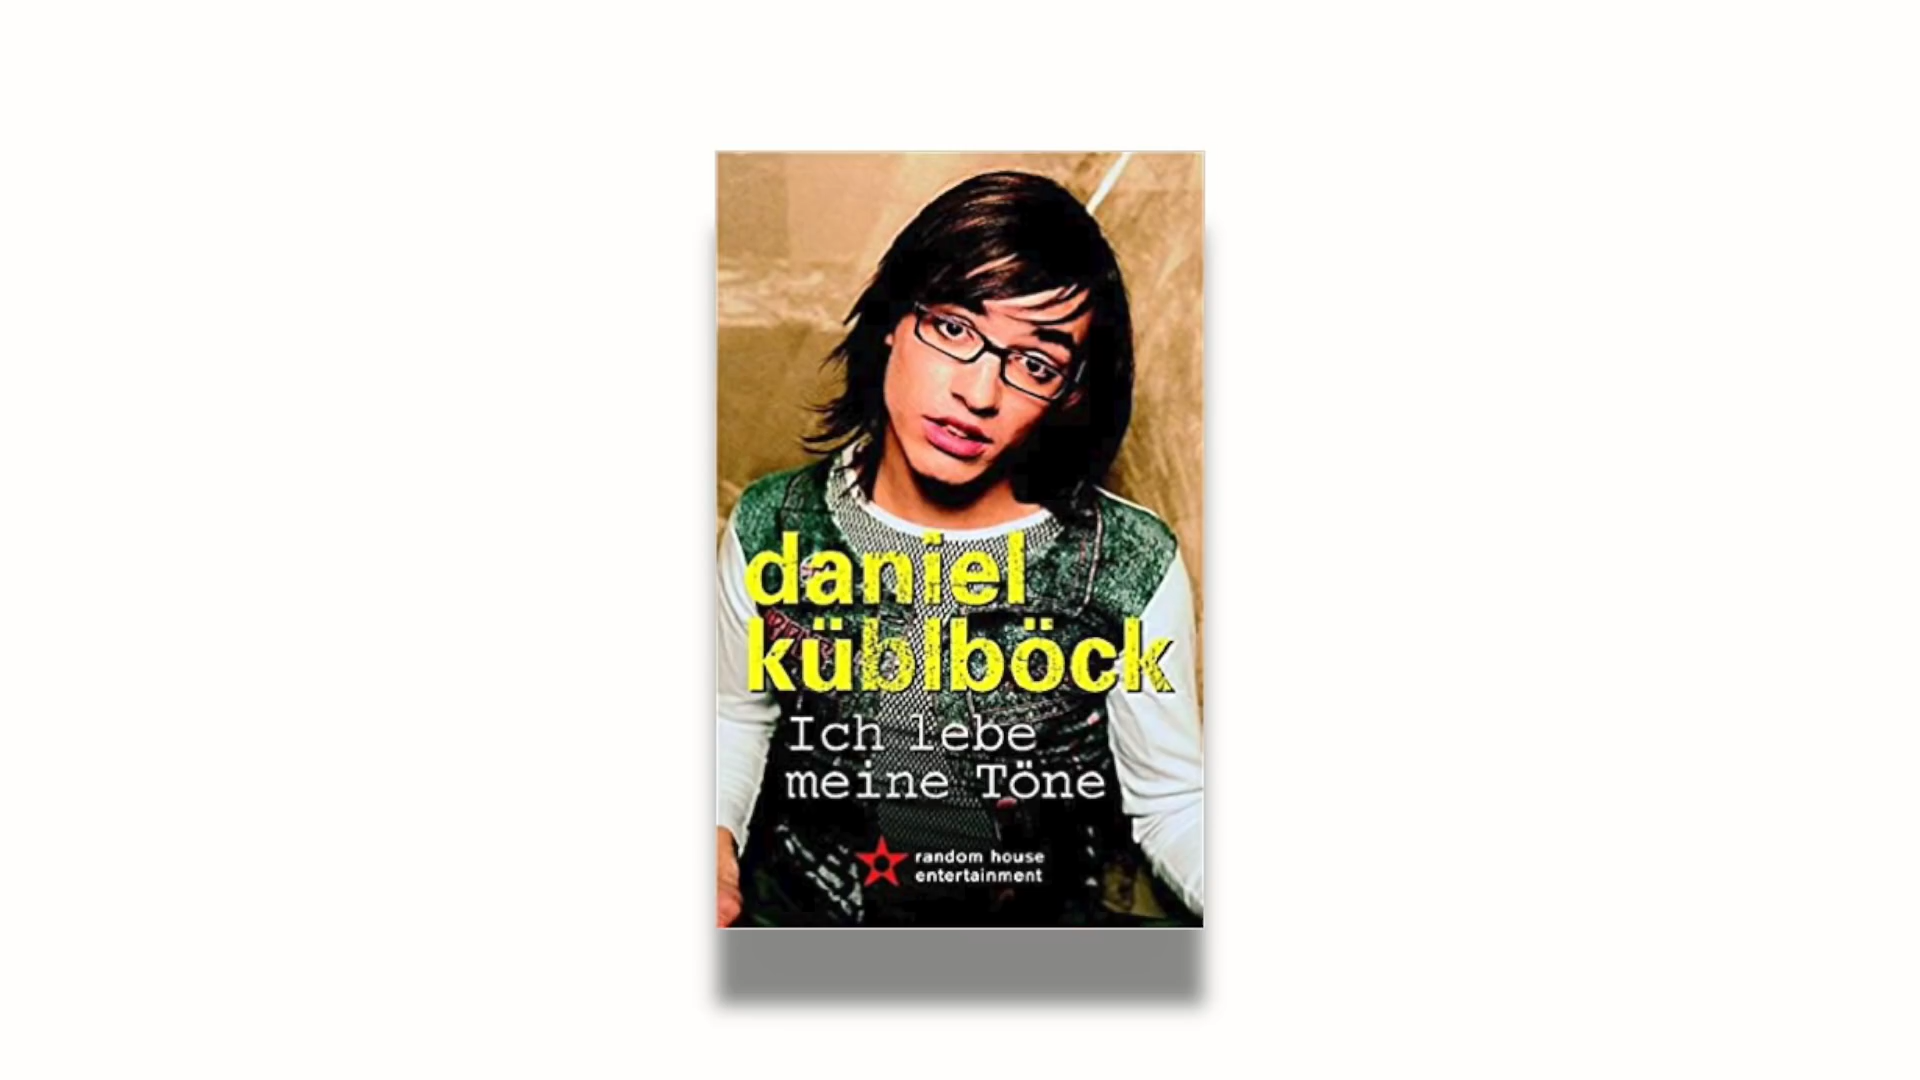 daniel
küblböck
Ich lebe
meine Töne
random house
entertainment